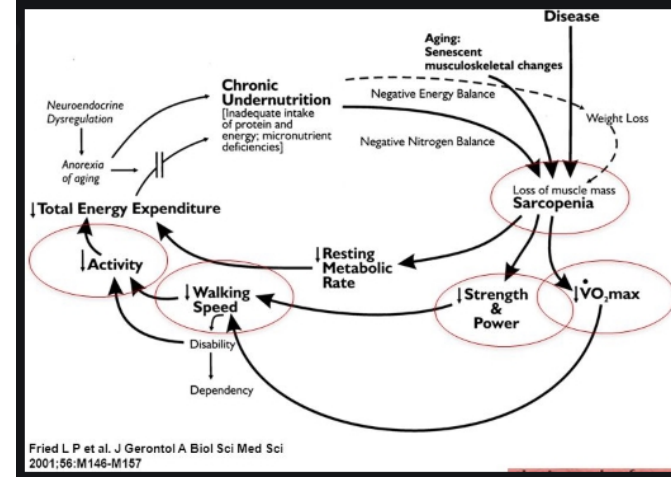 Disease
Aging:
Senescent
musculoskeletal changes
Chronic
Undernutrition
[Inadequate intake
of protein and
energy; micronutrient
deficiencies]
Negative Energy Balance
Negative Nitrogen Balance
Weight Loss
Neuroendocrine
Dysregulation
Anorexia
of aging
Loss of muscle mass
Sarcopenia
↓Total Energy Expenditure
↓Activity
↓Resting
Metabolic
Rate
↓Walking
Speed
↓Strength
&
Power
↓V̇O₂max
Disability
Dependency
Fried L P et al. J Gerontol A Biol Sci Med Sci
2001;56:M146-M157